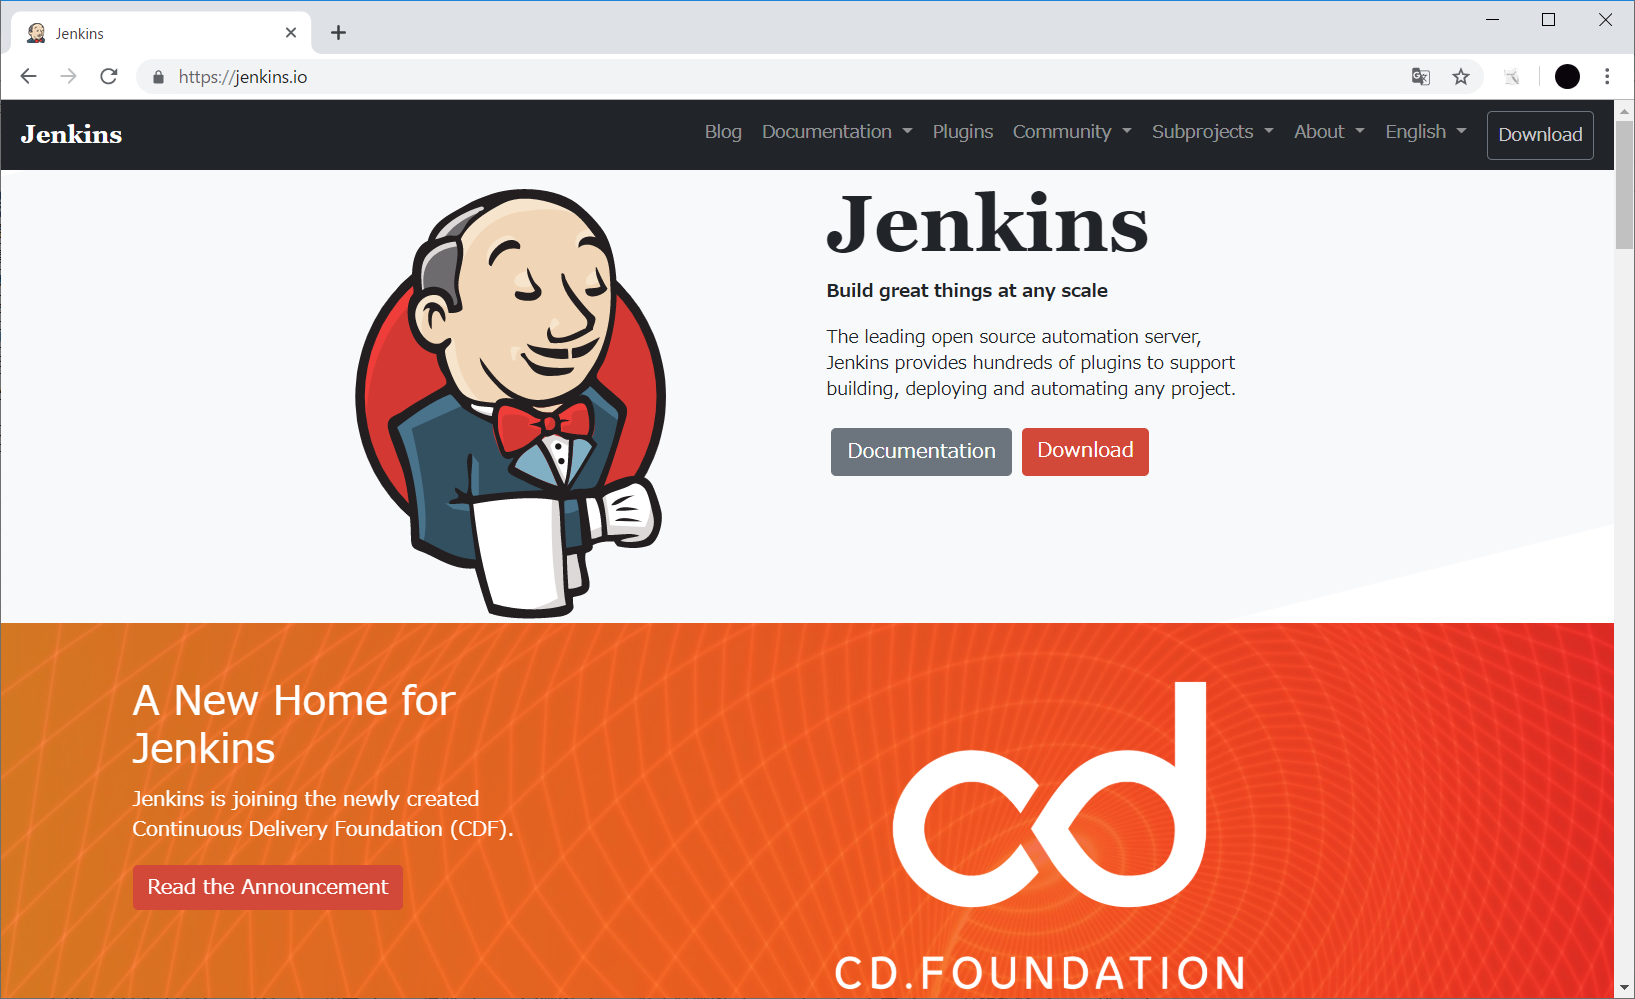 Jenkins
https://jenkins.io
Jenkins
Blog Documentation Plugins Community Subprojects About English Download
Jenkins
Build great things at any scale
The leading open source automation server,
Jenkins provides hundreds of plugins to support
building, deploying and automating any project.
Documentation Download
A New Home for
Jenkins
Jenkins is joining the newly created
Continuous Delivery Foundation (CDF).
Read the Announcement
cd
CD.FOUNDATION